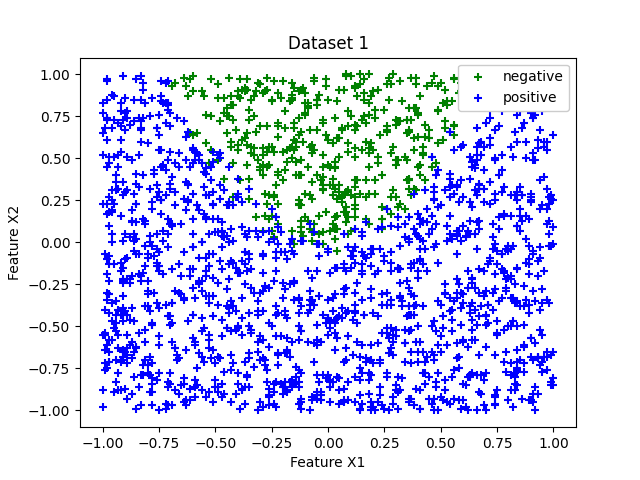 Dataset 1
negative
positive
1.00
0.75
0.50
0.25
0.00
−0.25
−0.50
−0.75
−1.00
Feature X2
−1.00 −0.75 −0.50 −0.25 0.00 0.25 0.50 0.75 1.00
Feature X1